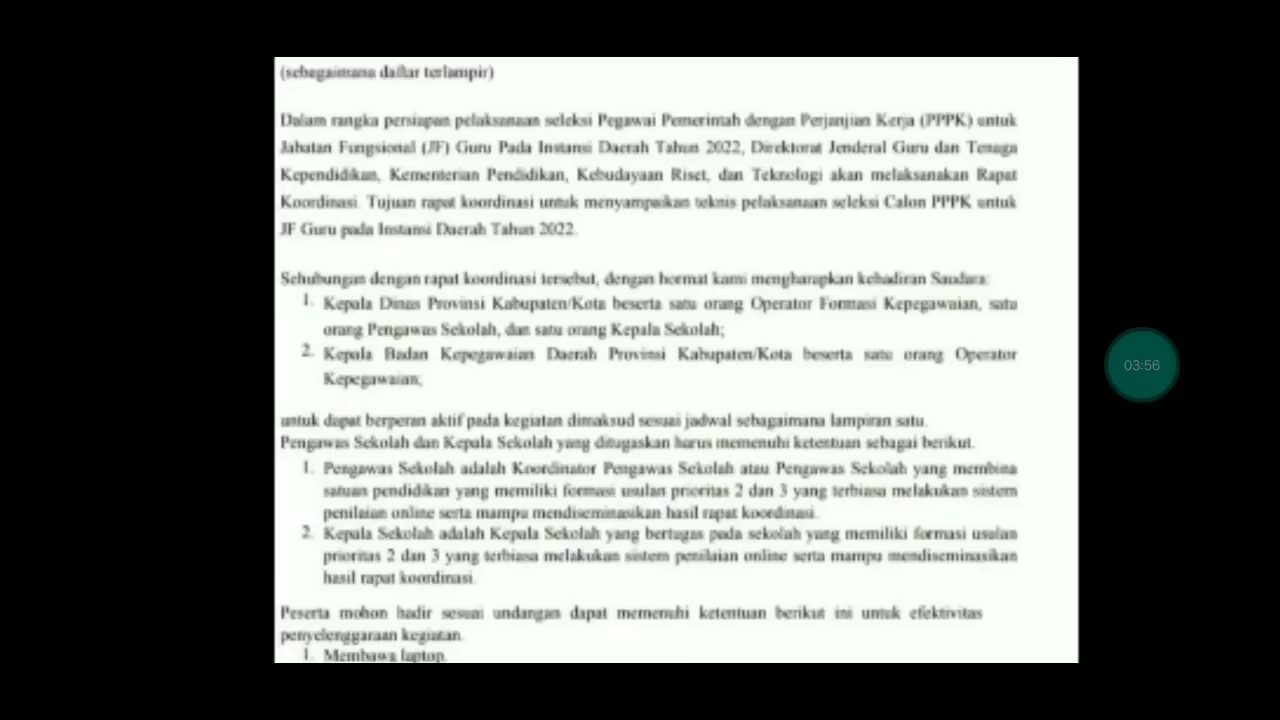 (sebagaimana daftar terlampir)
Dalam rangka persiapan pelaksanaan seleksi Pegawai Pemerintah dengan Perjanjian Kerja (PPPK) untuk
Jabatan Fungsional (JF) Guru Pada Instansi Daerah Tahun 2022, Direktorat Jenderal Guru dan Tenaga
Kependidikan, Kementerian Pendidikan, Kebudayaan Riset, dan Teknologi akan melaksanakan Rapat
Koordinasi. Tujuan rapat koordinasi untuk menyampaikan teknis pelaksanaan seleksi Calon PPPK untuk
JF Guru pada Instansi Daerah Tahun 2022.
Sehubungan dengan rapat koordinasi tersebut, dengan hormat kami mengharapkan kehadiran Saudara:
1. Kepala Dinas Provinsi Kabupaten/Kota beserta satu orang Operator Formasi Kepegawaian, satu
orang Pengawas Sekolah, dan satu orang Kepala Sekolah;
2. Kepala Badan Kepegawaian Daerah Provinsi Kabupaten/Kota beserta satu orang Operator
Kepegawaian;
untuk dapat berperan aktif pada kegiatan dimaksud sesuai jadwal sebagaimana lampiran satu.
Pengawas Sekolah dan Kepala Sekolah yang ditugaskan harus memenuhi ketentuan sebagai berikut.
1. Pengawas Sekolah adalah Koordinator Pengawas Sekolah atau Pengawas Sekolah yang membina
satuan pendidikan yang memiliki formasi usulan prioritas 2 dan 3 yang terbiasa melakukan sistem
penilaian online serta mampu mendiseminasikan hasil rapat koordinasi.
2. Kepala Sekolah adalah Kepala Sekolah yang bertugas pada sekolah yang memiliki formasi usulan
prioritas 2 dan 3 yang terbiasa melakukan sistem penilaian online serta mampu mendiseminasikan
hasil rapat koordinasi.
Peserta mohon hadir sesuai undangan dapat memenuhi ketentuan berikut ini untuk efektivitas
penyelenggaraan kegiatan.
1. Membawa laptop
03:56